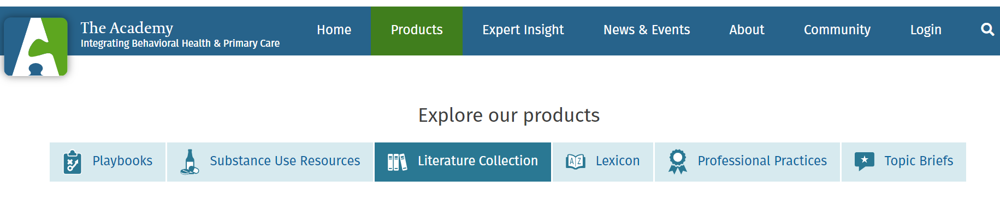 The Academy
Integrating Behavioral Health & Primary Care
Home Products Expert Insight News & Events About Community Login
Explore our products
Playbooks Substance Use Resources Literature Collection A Z Lexicon Professional Practices Topic Briefs